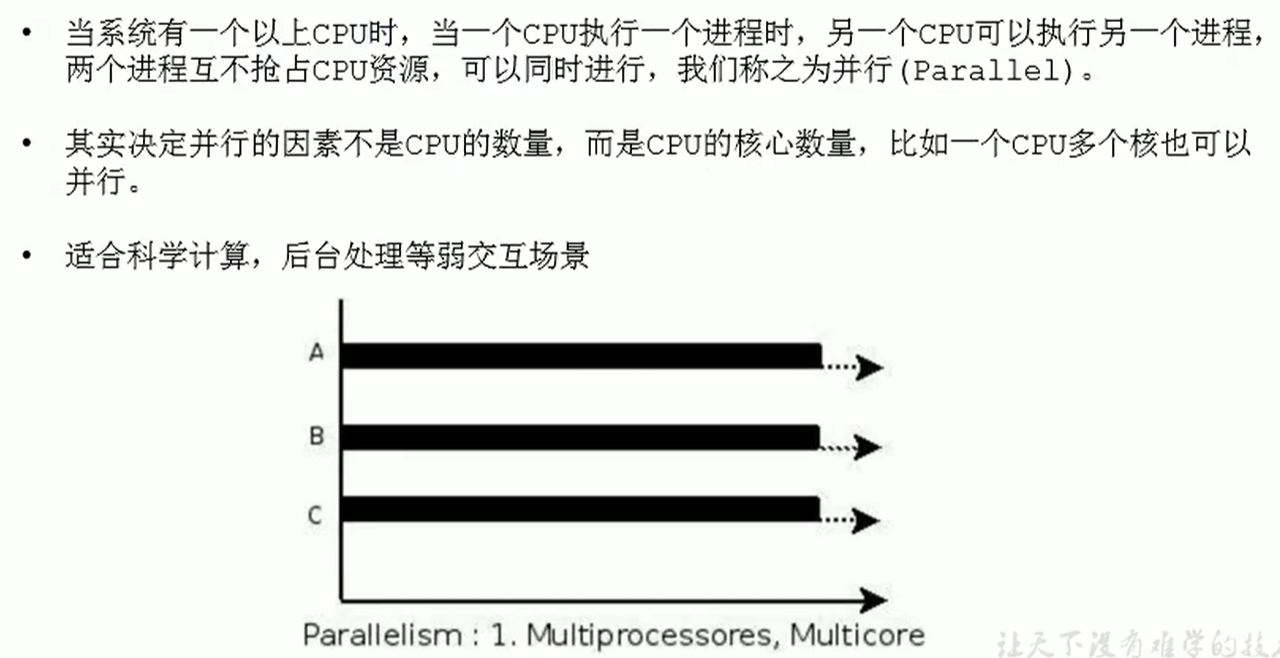 • 当系统有一个以上CPU时，当一个CPU执行一个进程时，另一个CPU可以执行另一个进程，
两个进程互不抢占CPU资源，可以同时进行，我们称之为并行(Parallel)。
• 其实决定并行的因素不是CPU的数量，而是CPU的核心数量，比如一个CPU多个核也可以
并行。
• 适合科学计算，后台处理等弱交互场景
A
B
C
Parallelism : 1. Multiprocessores, Multicore
让天下没有难学的技